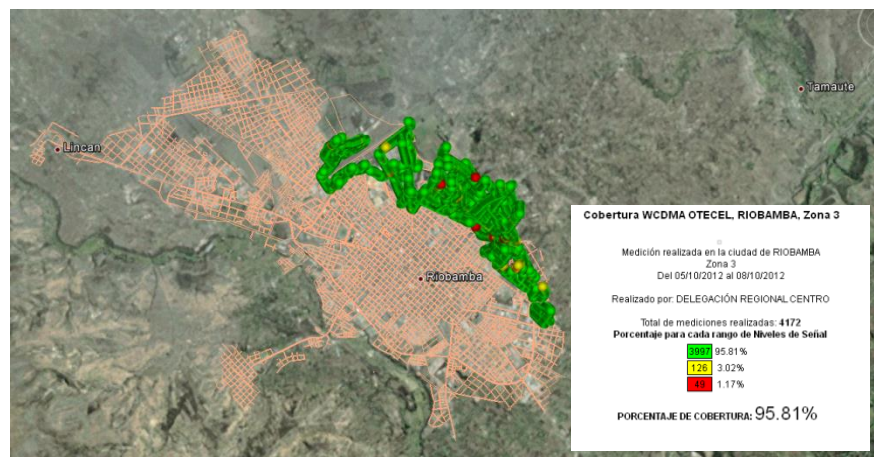 Tamaute
Lincan
Riobamba
Cobertura WCDMA OTECEL, RIOBAMBA, Zona 3
Medición realizada en la ciudad de RIOBAMBA
Zona 3
Del 05/10/2012 al 08/10/2012
Realizado por: DELEGACIÓN REGIONAL CENTRO
Total de mediciones realizadas: 4172
Porcentaje para cada rango de Niveles de Señal
3997 95.81%
126 3.02%
49 1.17%
PORCENTAJE DE COBERTURA: 95.81%